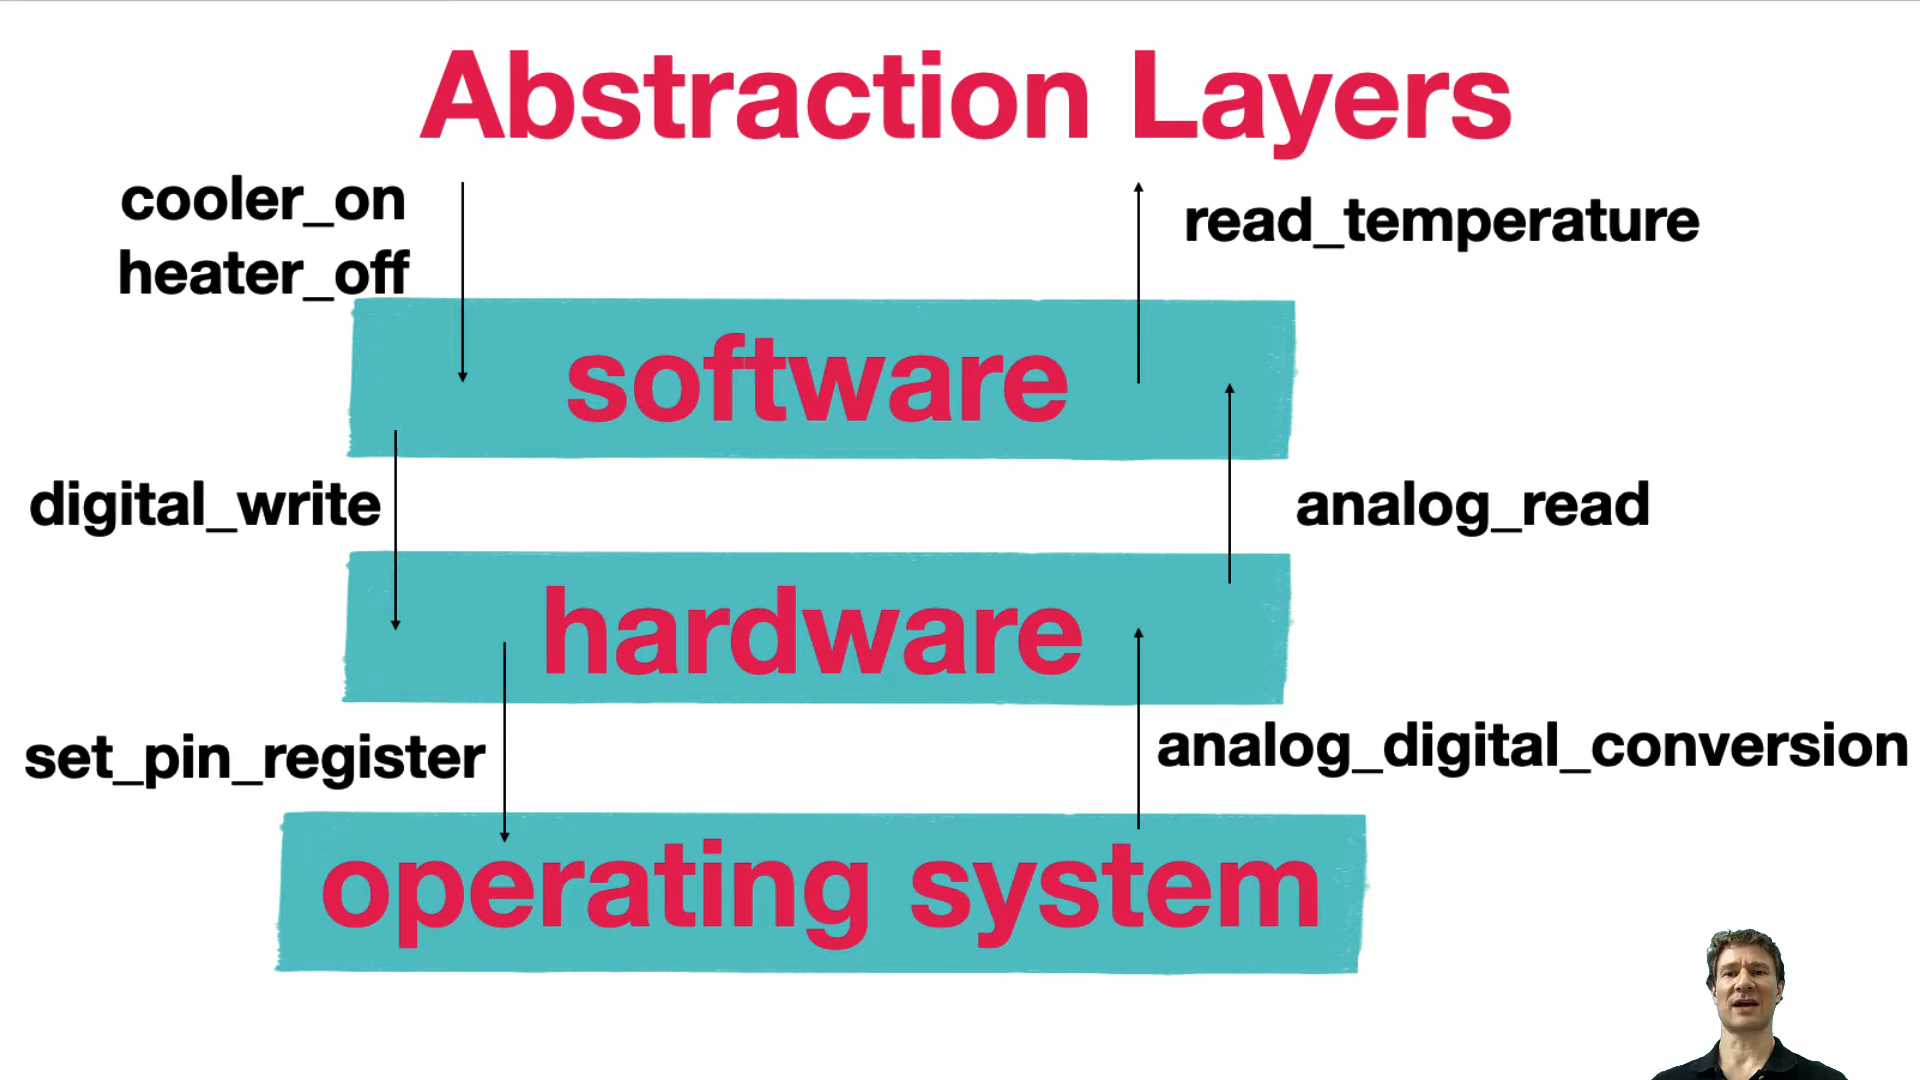 Abstraction Layers
cooler_on
heater_off
read_temperature
software
digital_write
analog_read
hardware
set_pin_register
analog_digital_conversion
operating system